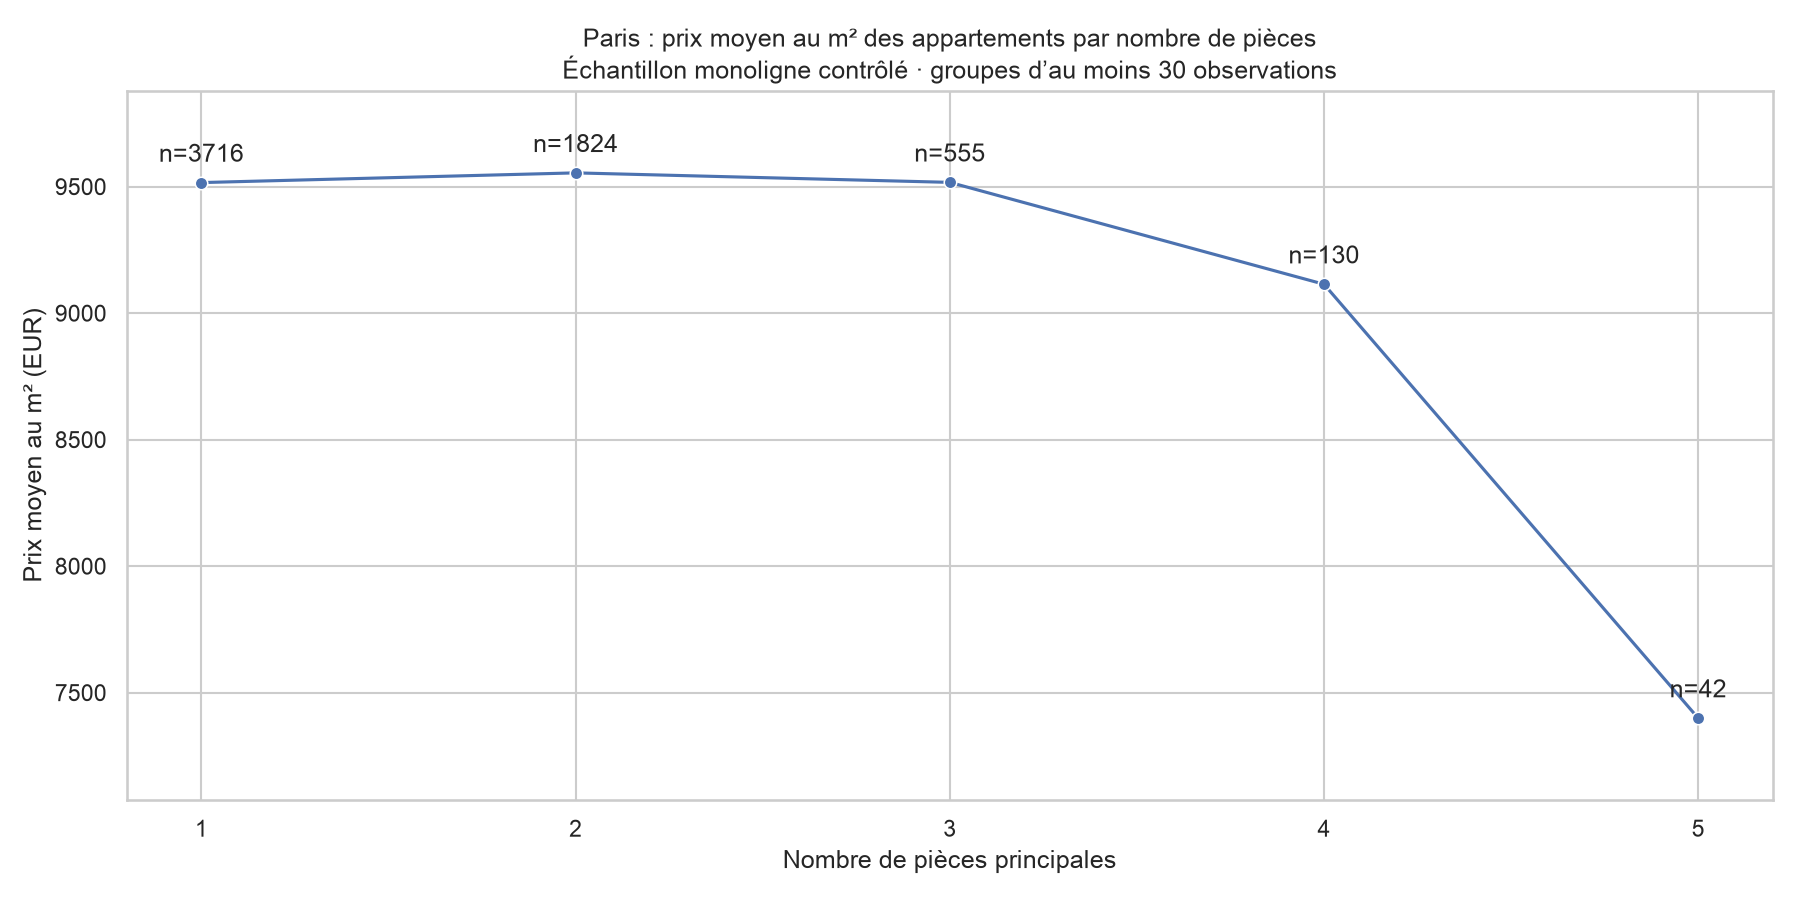 Paris : prix moyen au m² des appartements par nombre de pièces
Échantillon monoligne contrôlé · groupes d’au moins 30 observations
n=3716
n=1824
n=555
n=130
n=42
Prix moyen au m² (EUR)
9500
9000
8500
8000
7500
1
2
3
4
5
Nombre de pièces principales